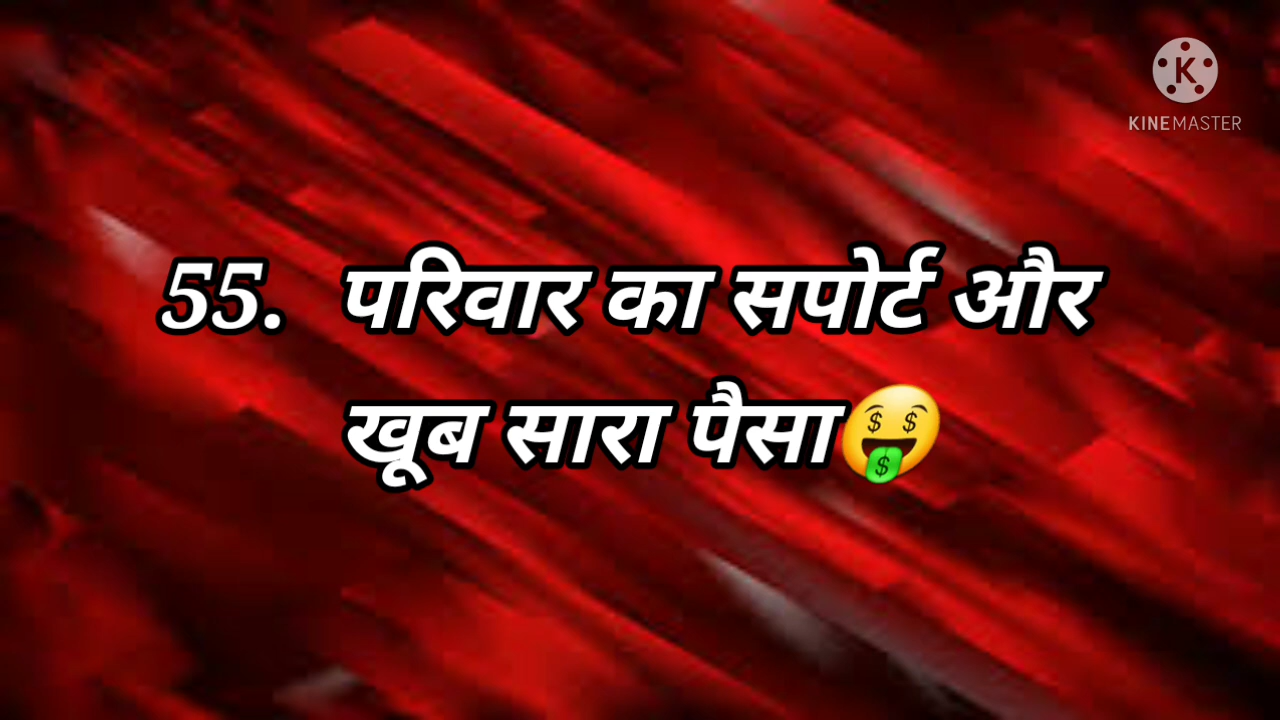 KINEMASTER
55. परिवार का सपोर्ट और
खूब सारा पैसा🤑